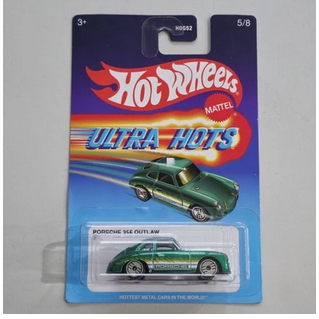 3+
HDG52
5/8
Hot Wheels
MATTEL
ULTRA HOTS
PORSCHE 356 OUTLAW
PORSCHE
HOTTEST METAL CARS IN THE WORLD!